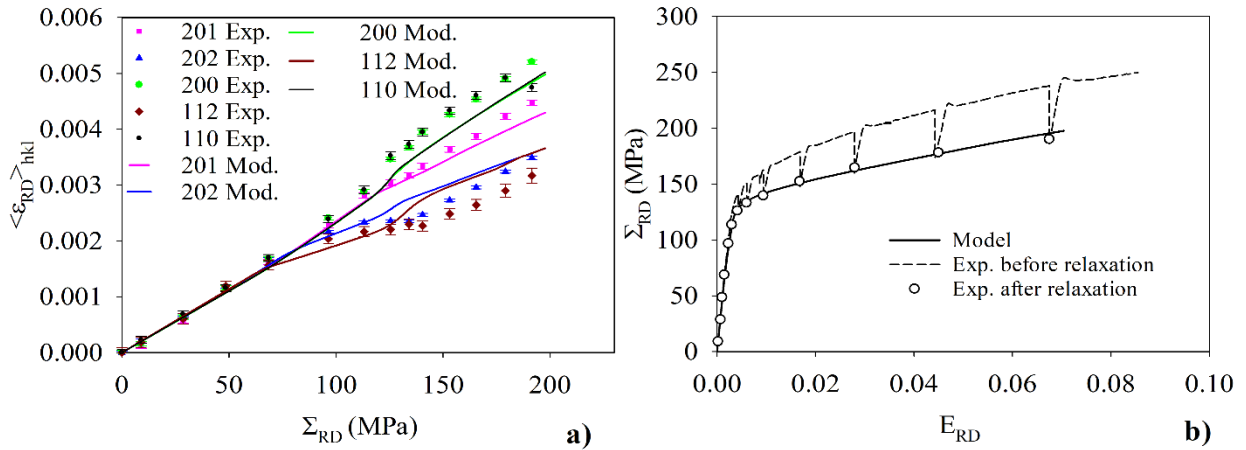 0.006
0.005
0.004
0.003
0.002
0.001
0.000
<ε_RD>_hkl
201 Exp.
202 Exp.
200 Exp.
112 Exp.
110 Exp.
201 Mod.
202 Mod.
200 Mod.
112 Mod.
110 Mod.
0 50 100 150 200
Σ_RD (MPa)
a)
300
250
200
150
100
50
0
Σ_RD (MPa)
Model
Exp. before relaxation
Exp. after relaxation
0.00 0.02 0.04 0.06 0.08 0.10
E_RD
b)